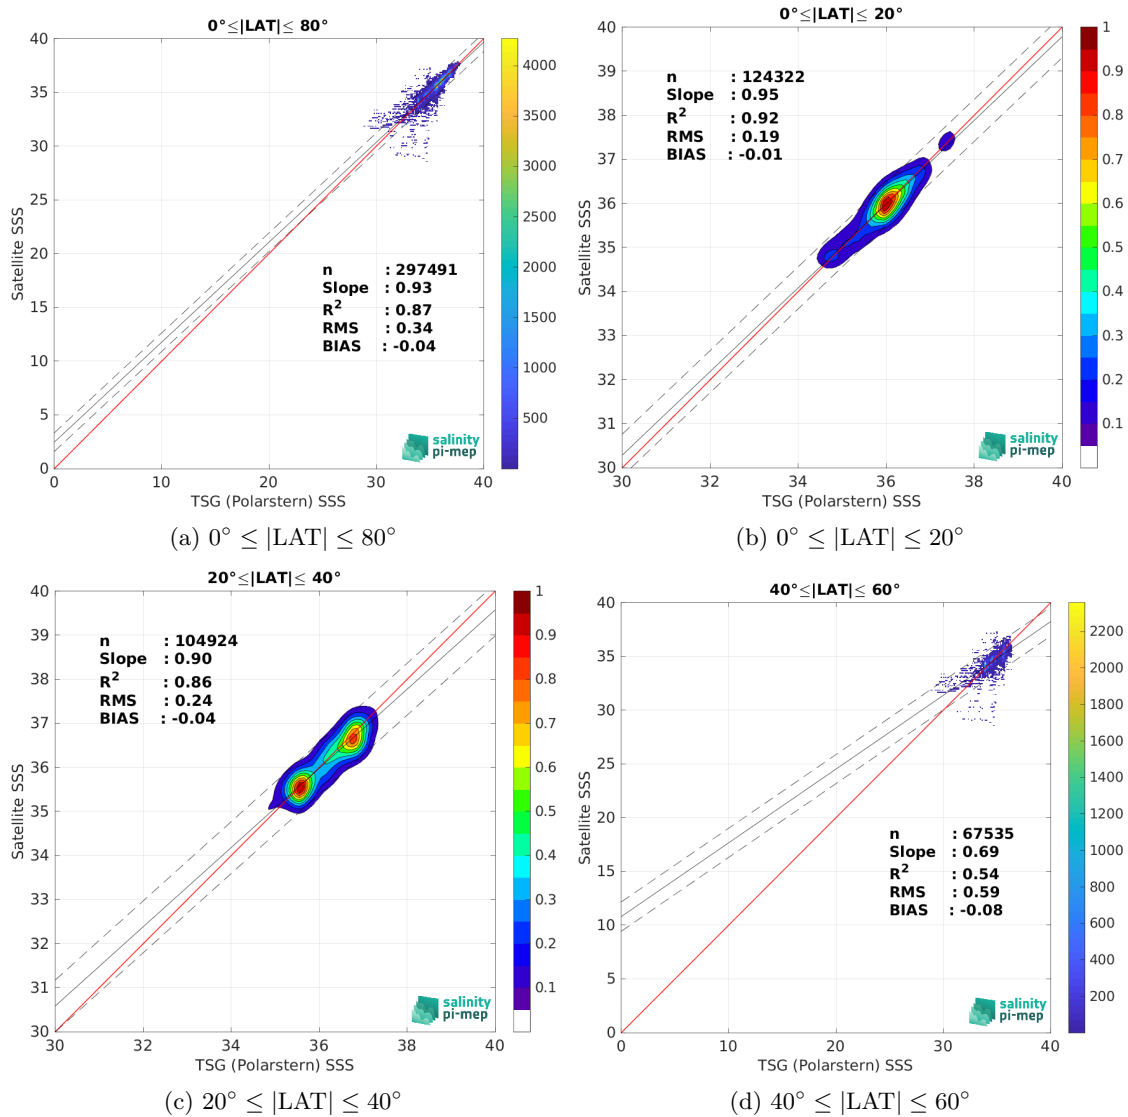 0°≤|LAT|≤ 80°
40
35
30
25
20
15
10
5
0
Satellite SSS
0
10
20
30
40
TSG (Polarstern) SSS
n : 297491
Slope : 0.93
R² : 0.87
RMS : 0.34
BIAS : -0.04
salinity
pi-mep
4000
3500
3000
2500
2000
1500
1000
500
(a) 0° ≤ |LAT| ≤ 80°
0°≤|LAT|≤ 20°
40
39
38
37
36
35
34
33
32
31
30
Satellite SSS
30
32
34
36
38
40
TSG (Polarstern) SSS
n : 124322
Slope : 0.95
R² : 0.92
RMS : 0.19
BIAS : -0.01
salinity
pi-mep
1
0.9
0.8
0.7
0.6
0.5
0.4
0.3
0.2
0.1
(b) 0° ≤ |LAT| ≤ 20°
20°≤|LAT|≤ 40°
40
39
38
37
36
35
34
33
32
31
30
Satellite SSS
30
32
34
36
38
40
TSG (Polarstern) SSS
n : 104924
Slope : 0.90
R² : 0.86
RMS : 0.24
BIAS : -0.04
salinity
pi-mep
1
0.9
0.8
0.7
0.6
0.5
0.4
0.3
0.2
0.1
(c) 20° ≤ |LAT| ≤ 40°
40°≤|LAT|≤ 60°
40
35
30
25
20
15
10
5
0
Satellite SSS
0
10
20
30
40
TSG (Polarstern) SSS
n : 67535
Slope : 0.69
R² : 0.54
RMS : 0.59
BIAS : -0.08
salinity
pi-mep
2200
2000
1800
1600
1400
1200
1000
800
600
400
200
(d) 40° ≤ |LAT| ≤ 60°